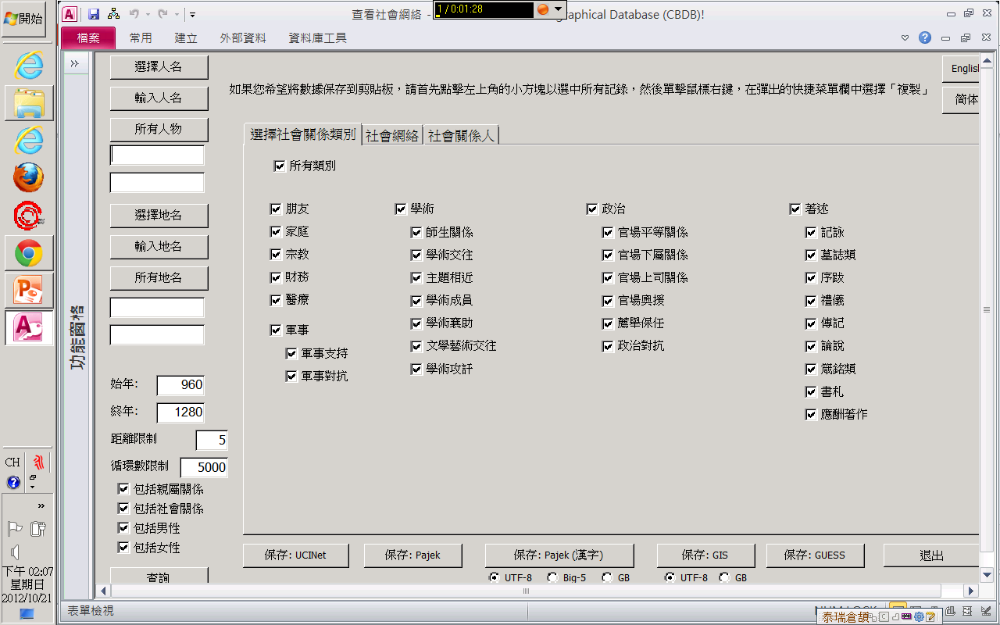 開始
查看社會網絡 -
1 / 0:01:28
graphical Database (CBDB)!
檔案 常用 建立 外部資料 資料庫工具
選擇人名
輸入人名
所有人物
選擇地名
輸入地名
所有地名
始年: 960
終年: 1280
距離限制 5
循環數限制 5000
包括親屬關係
包括社會關係
包括男性
包括女性
查詢
功能窗格
如果您希望將數據保存到剪貼板，請首先點擊左上角的小方塊以選中所有記錄，然後單擊鼠標右鍵，在彈出的快捷菜單欄中選擇「複製」
English
简体
選擇社會關係類別 社會網絡 社會關係人
所有類別
朋友
家庭
宗教
財務
醫療
軍事
軍事支持
軍事對抗
學術
師生關係
學術交往
主題相近
學術成員
學術襄助
文學藝術交往
學術攻訐
政治
官場平等關係
官場下屬關係
官場上司關係
官場奧援
薦舉保任
政治對抗
著述
記詠
墓誌類
序跋
禮儀
傳記
論說
箴銘類
書札
應酬著作
保存: UCINet 保存: Pajek 保存: Pajek (漢字) 保存: GIS 保存: GUESS 退出
UTF-8 Big-5 GB UTF-8 GB
表單檢視
NUM LOCK
泰瑞倉頡
CH
下午 02:07
星期日
2012/10/21